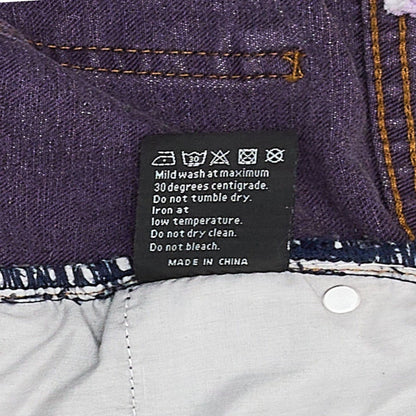 30
Mild wash at maximum
30 degrees centigrade.
Do not tumble dry.
Iron at
low temperature.
Do not dry clean.
Do not bleach.
MADE IN CHINA